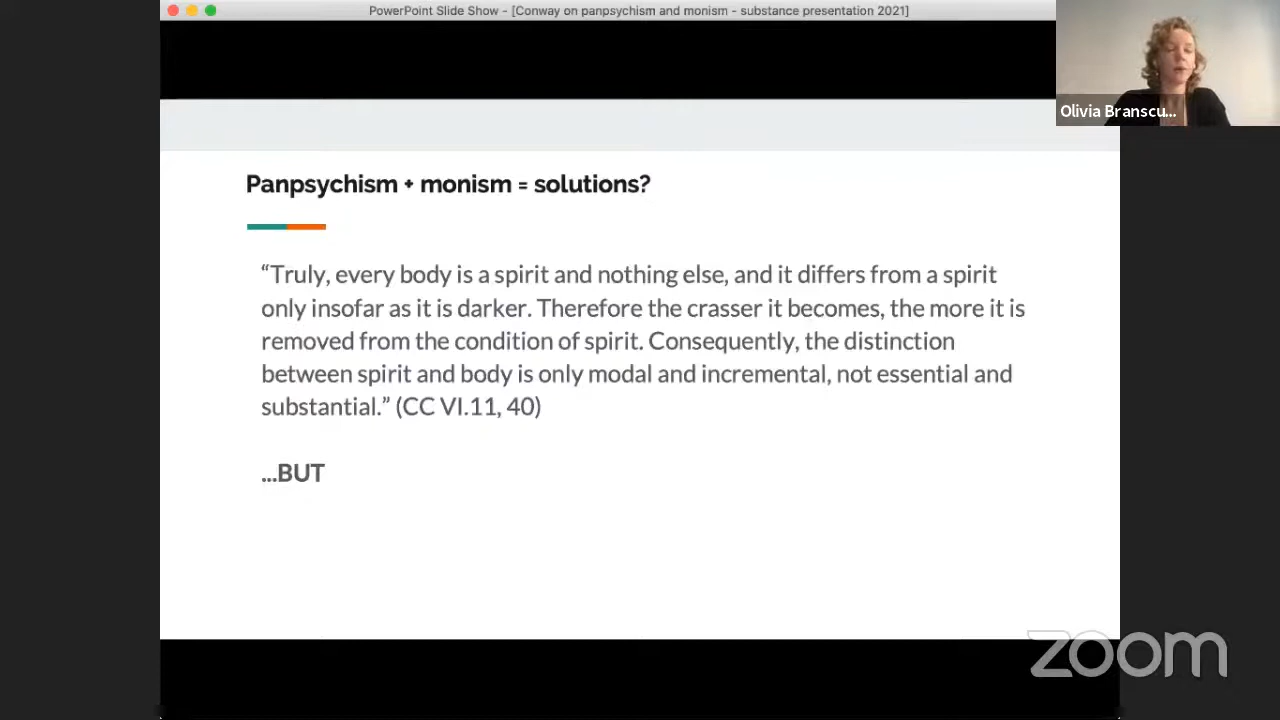 PowerPoint Slide Show - [Conway on panpsychism and monism - substance presentation 2021]
Olivia Branscu...
Panpsychism + monism = solutions?
“Truly, every body is a spirit and nothing else, and it differs from a spirit
only insofar as it is darker. Therefore the crasser it becomes, the more it is
removed from the condition of spirit. Consequently, the distinction
between spirit and body is only modal and incremental, not essential and
substantial.” (CC VI.11, 40)
...BUT
zoom